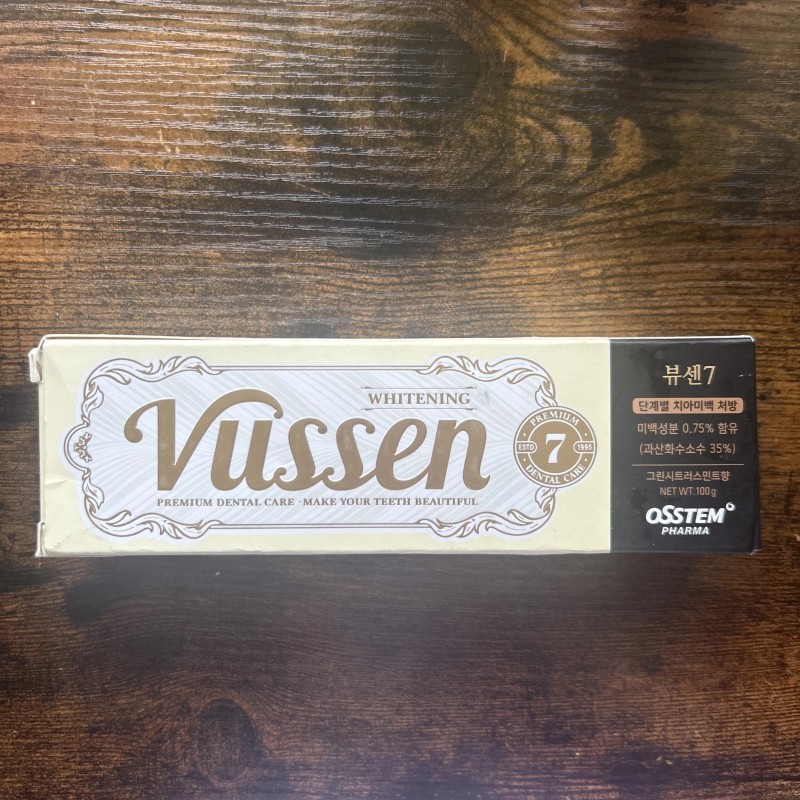 WHITENING
Vussen
PREMIUM DENTAL CARE · MAKE YOUR TEETH BEAUTIFUL
PREMIUM
ESTD 7 1995
DENTAL CARE
뷰센7
단계별 치아미백 처방
미백성분 0.75% 함유
(과산화수소수 35%)
그린시트러스민트향
NET WT. 100g
OSSTEM
PHARMA